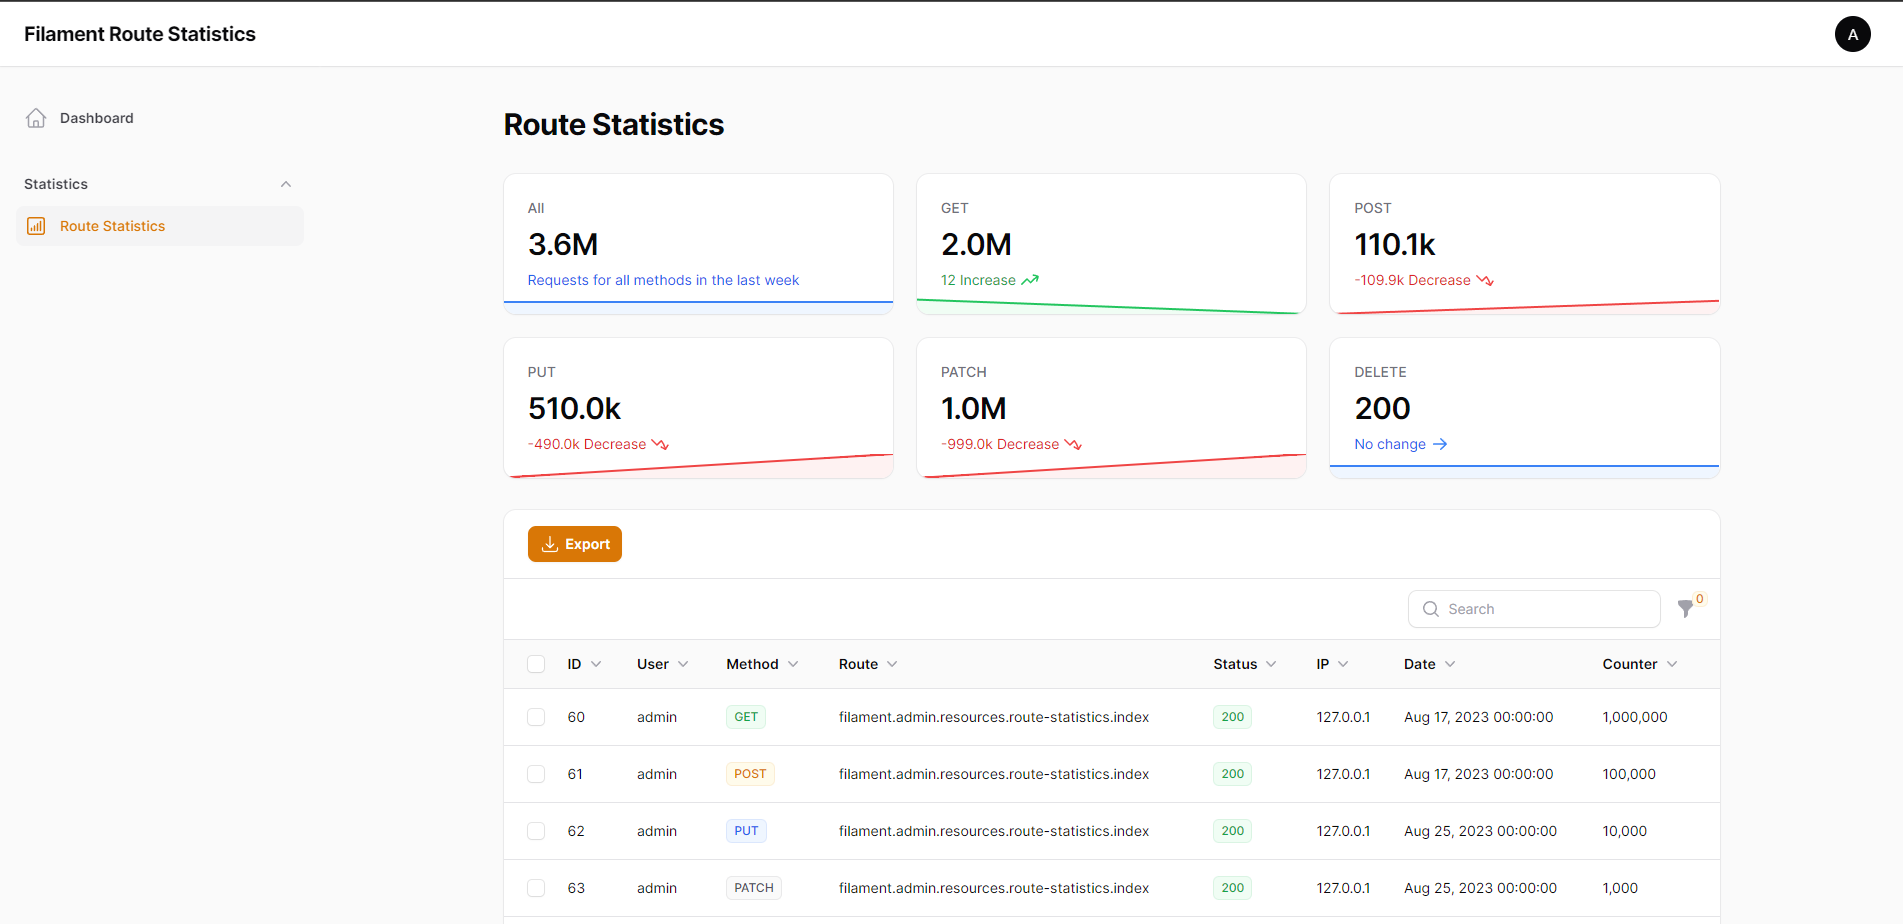 Filament Route Statistics
A
Dashboard
Statistics
Route Statistics
Route Statistics
All
3.6M
Requests for all methods in the last week
GET
2.0M
12 Increase
POST
110.1k
-109.9k Decrease
PUT
510.0k
-490.0k Decrease
PATCH
1.0M
-999.0k Decrease
DELETE
200
No change
Export
Search
0
ID User Method Route Status IP Date Counter
60 admin GET filament.admin.resources.route-statistics.index 200 127.0.0.1 Aug 17, 2023 00:00:00 1,000,000
61 admin POST filament.admin.resources.route-statistics.index 200 127.0.0.1 Aug 17, 2023 00:00:00 100,000
62 admin PUT filament.admin.resources.route-statistics.index 200 127.0.0.1 Aug 25, 2023 00:00:00 10,000
63 admin PATCH filament.admin.resources.route-statistics.index 200 127.0.0.1 Aug 25, 2023 00:00:00 1,000